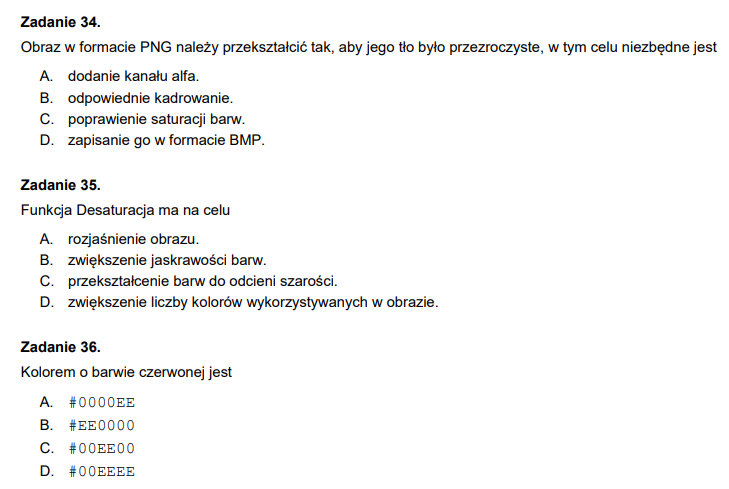 Zadanie 34.
Obraz w formacie PNG należy przekształcić tak, aby jego tło było przezroczyste, w tym celu niezbędne jest
A. dodanie kanału alfa.
B. odpowiednie kadrowanie.
C. poprawienie saturacji barw.
D. zapisanie go w formacie BMP.
Zadanie 35.
Funkcja Desaturacja ma na celu
A. rozjaśnienie obrazu.
B. zwiększenie jaskrawości barw.
C. przekształcenie barw do odcieni szarości.
D. zwiększenie liczby kolorów wykorzystywanych w obrazie.
Zadanie 36.
Kolorem o barwie czerwonej jest
A. #0000EE
B. #EE0000
C. #00EE00
D. #00EEEE